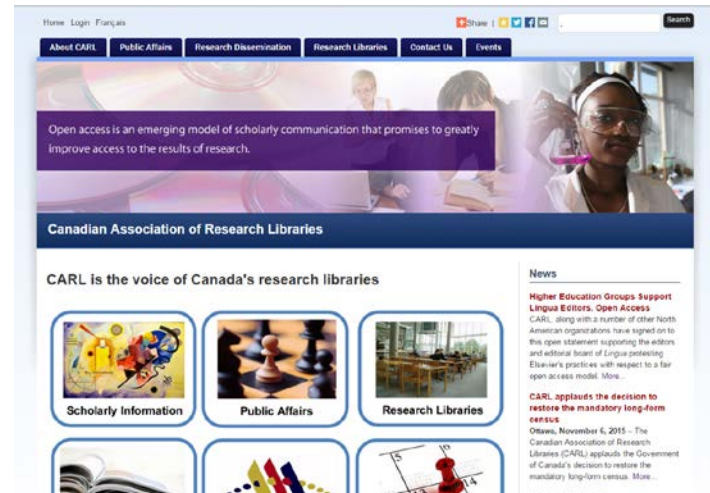 Home Login Français
Share |
Search
About CARL Public Affairs Research Dissemination Research Libraries Contact Us Events
Open access is an emerging model of scholarly communication that promises to greatly
improve access to the results of research.
Canadian Association of Research Libraries
CARL is the voice of Canada's research libraries
Scholarly Information
Public Affairs
Research Libraries
15
16
News
Higher Education Groups Support
Lingua Editors, Open Access
CARL, along with a number of other North
American organizations have signed on to
this open statement supporting the editors
and editorial board of Lingua protesting
Elsevier's practices with respect to a fair
open access model. More...
CARL applauds the decision to
restore the mandatory long-form
census
Ottawa, November 6, 2015 – The
Canadian Association of Research
Libraries (CARL) applauds the Government
of Canada's decision to restore the
mandatory long-form census. More...